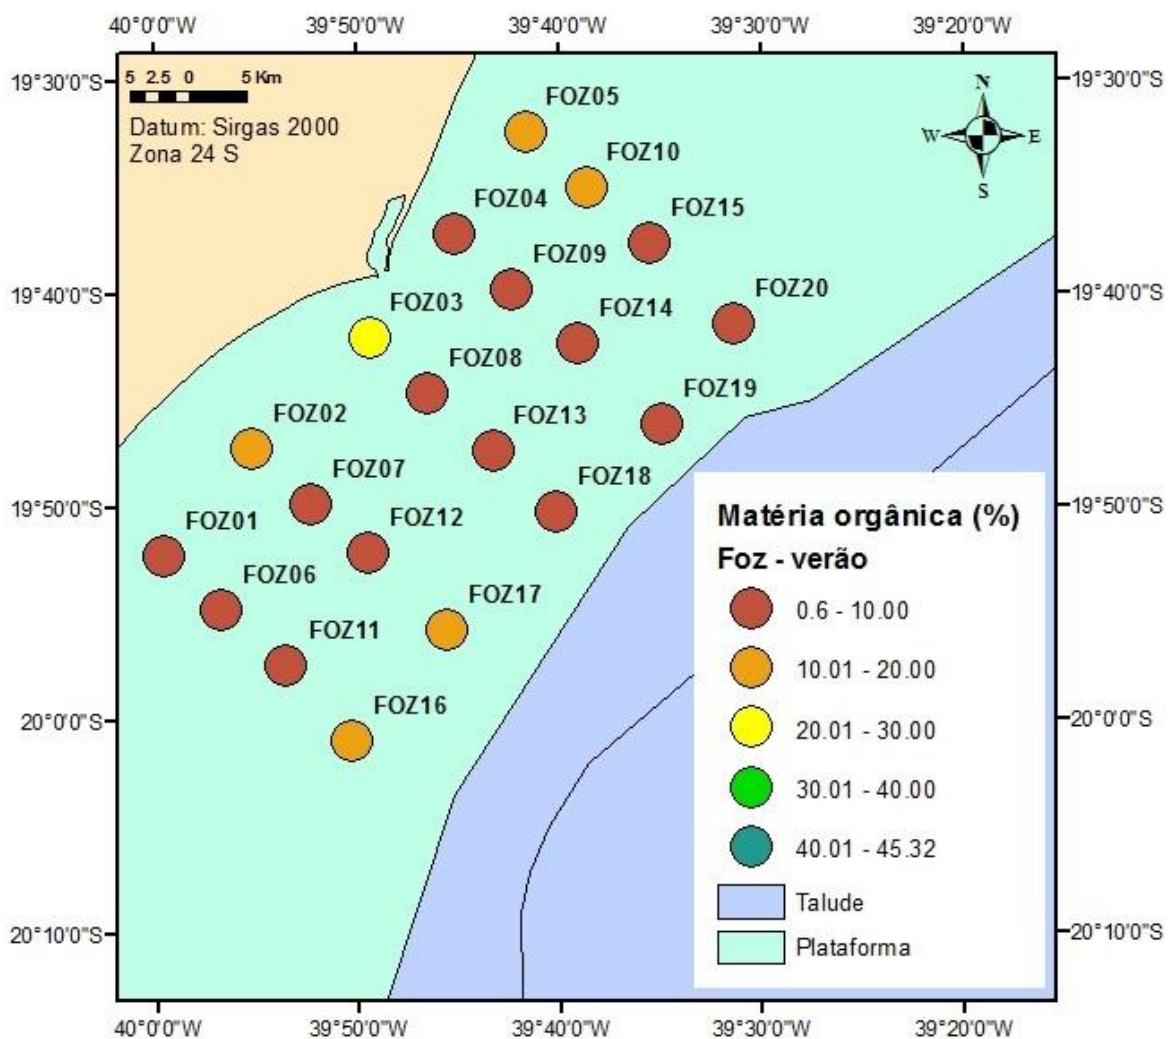 40°0'0"W 39°50'0"W 39°40'0"W 39°30'0"W 39°20'0"W
19°30'0"S
19°40'0"S
19°50'0"S
20°0'0"S
20°10'0"S
5 2.5 0 5 Km
Datum: Sirgas 2000
Zona 24 S
N
W E
S
FOZ05
FOZ10
FOZ04
FOZ15
FOZ09
FOZ03
FOZ14
FOZ20
FOZ08
FOZ19
FOZ02
FOZ13
FOZ07
FOZ18
FOZ01
FOZ12
FOZ06
FOZ17
FOZ11
FOZ16
Matéria orgânica (%)
Foz - verão
0.6 - 10.00
10.01 - 20.00
20.01 - 30.00
30.01 - 40.00
40.01 - 45.32
Talude
Plataforma
19°30'0"S
19°40'0"S
19°50'0"S
20°0'0"S
20°10'0"S
40°0'0"W 39°50'0"W 39°40'0"W 39°30'0"W 39°20'0"W